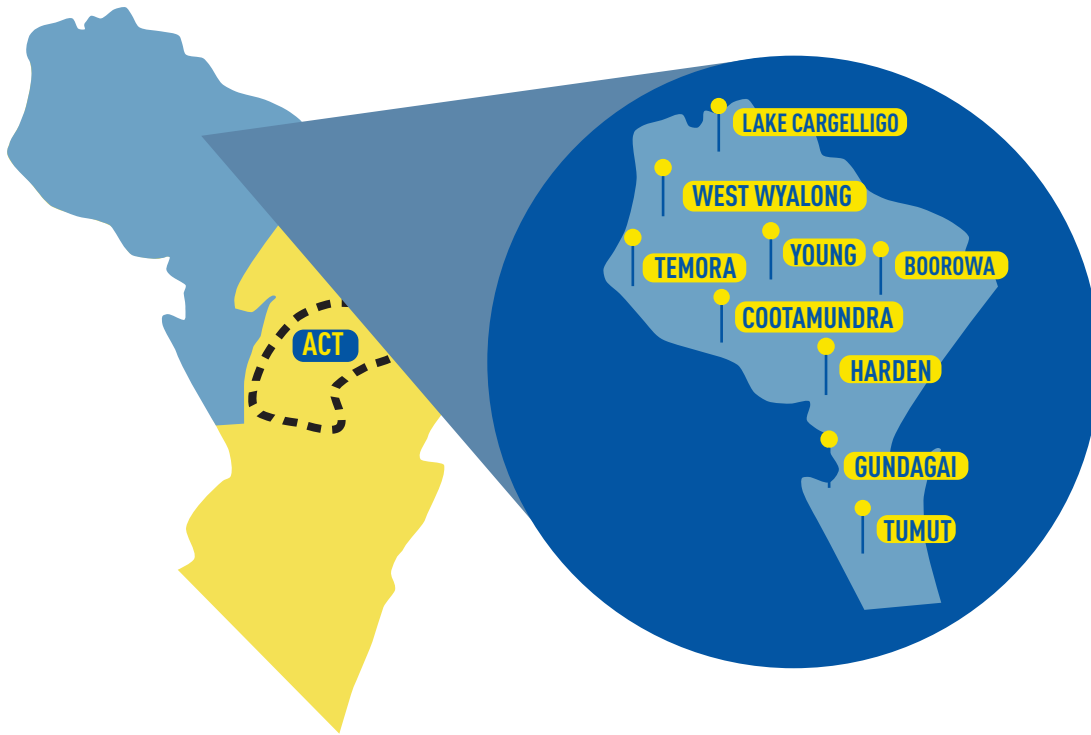 LAKE CARGELLIGO
WEST WYALONG
YOUNG
TEMORA
BOOROWA
COOTAMUNDRA
ACT
HARDEN
GUNDAGAI
TUMUT